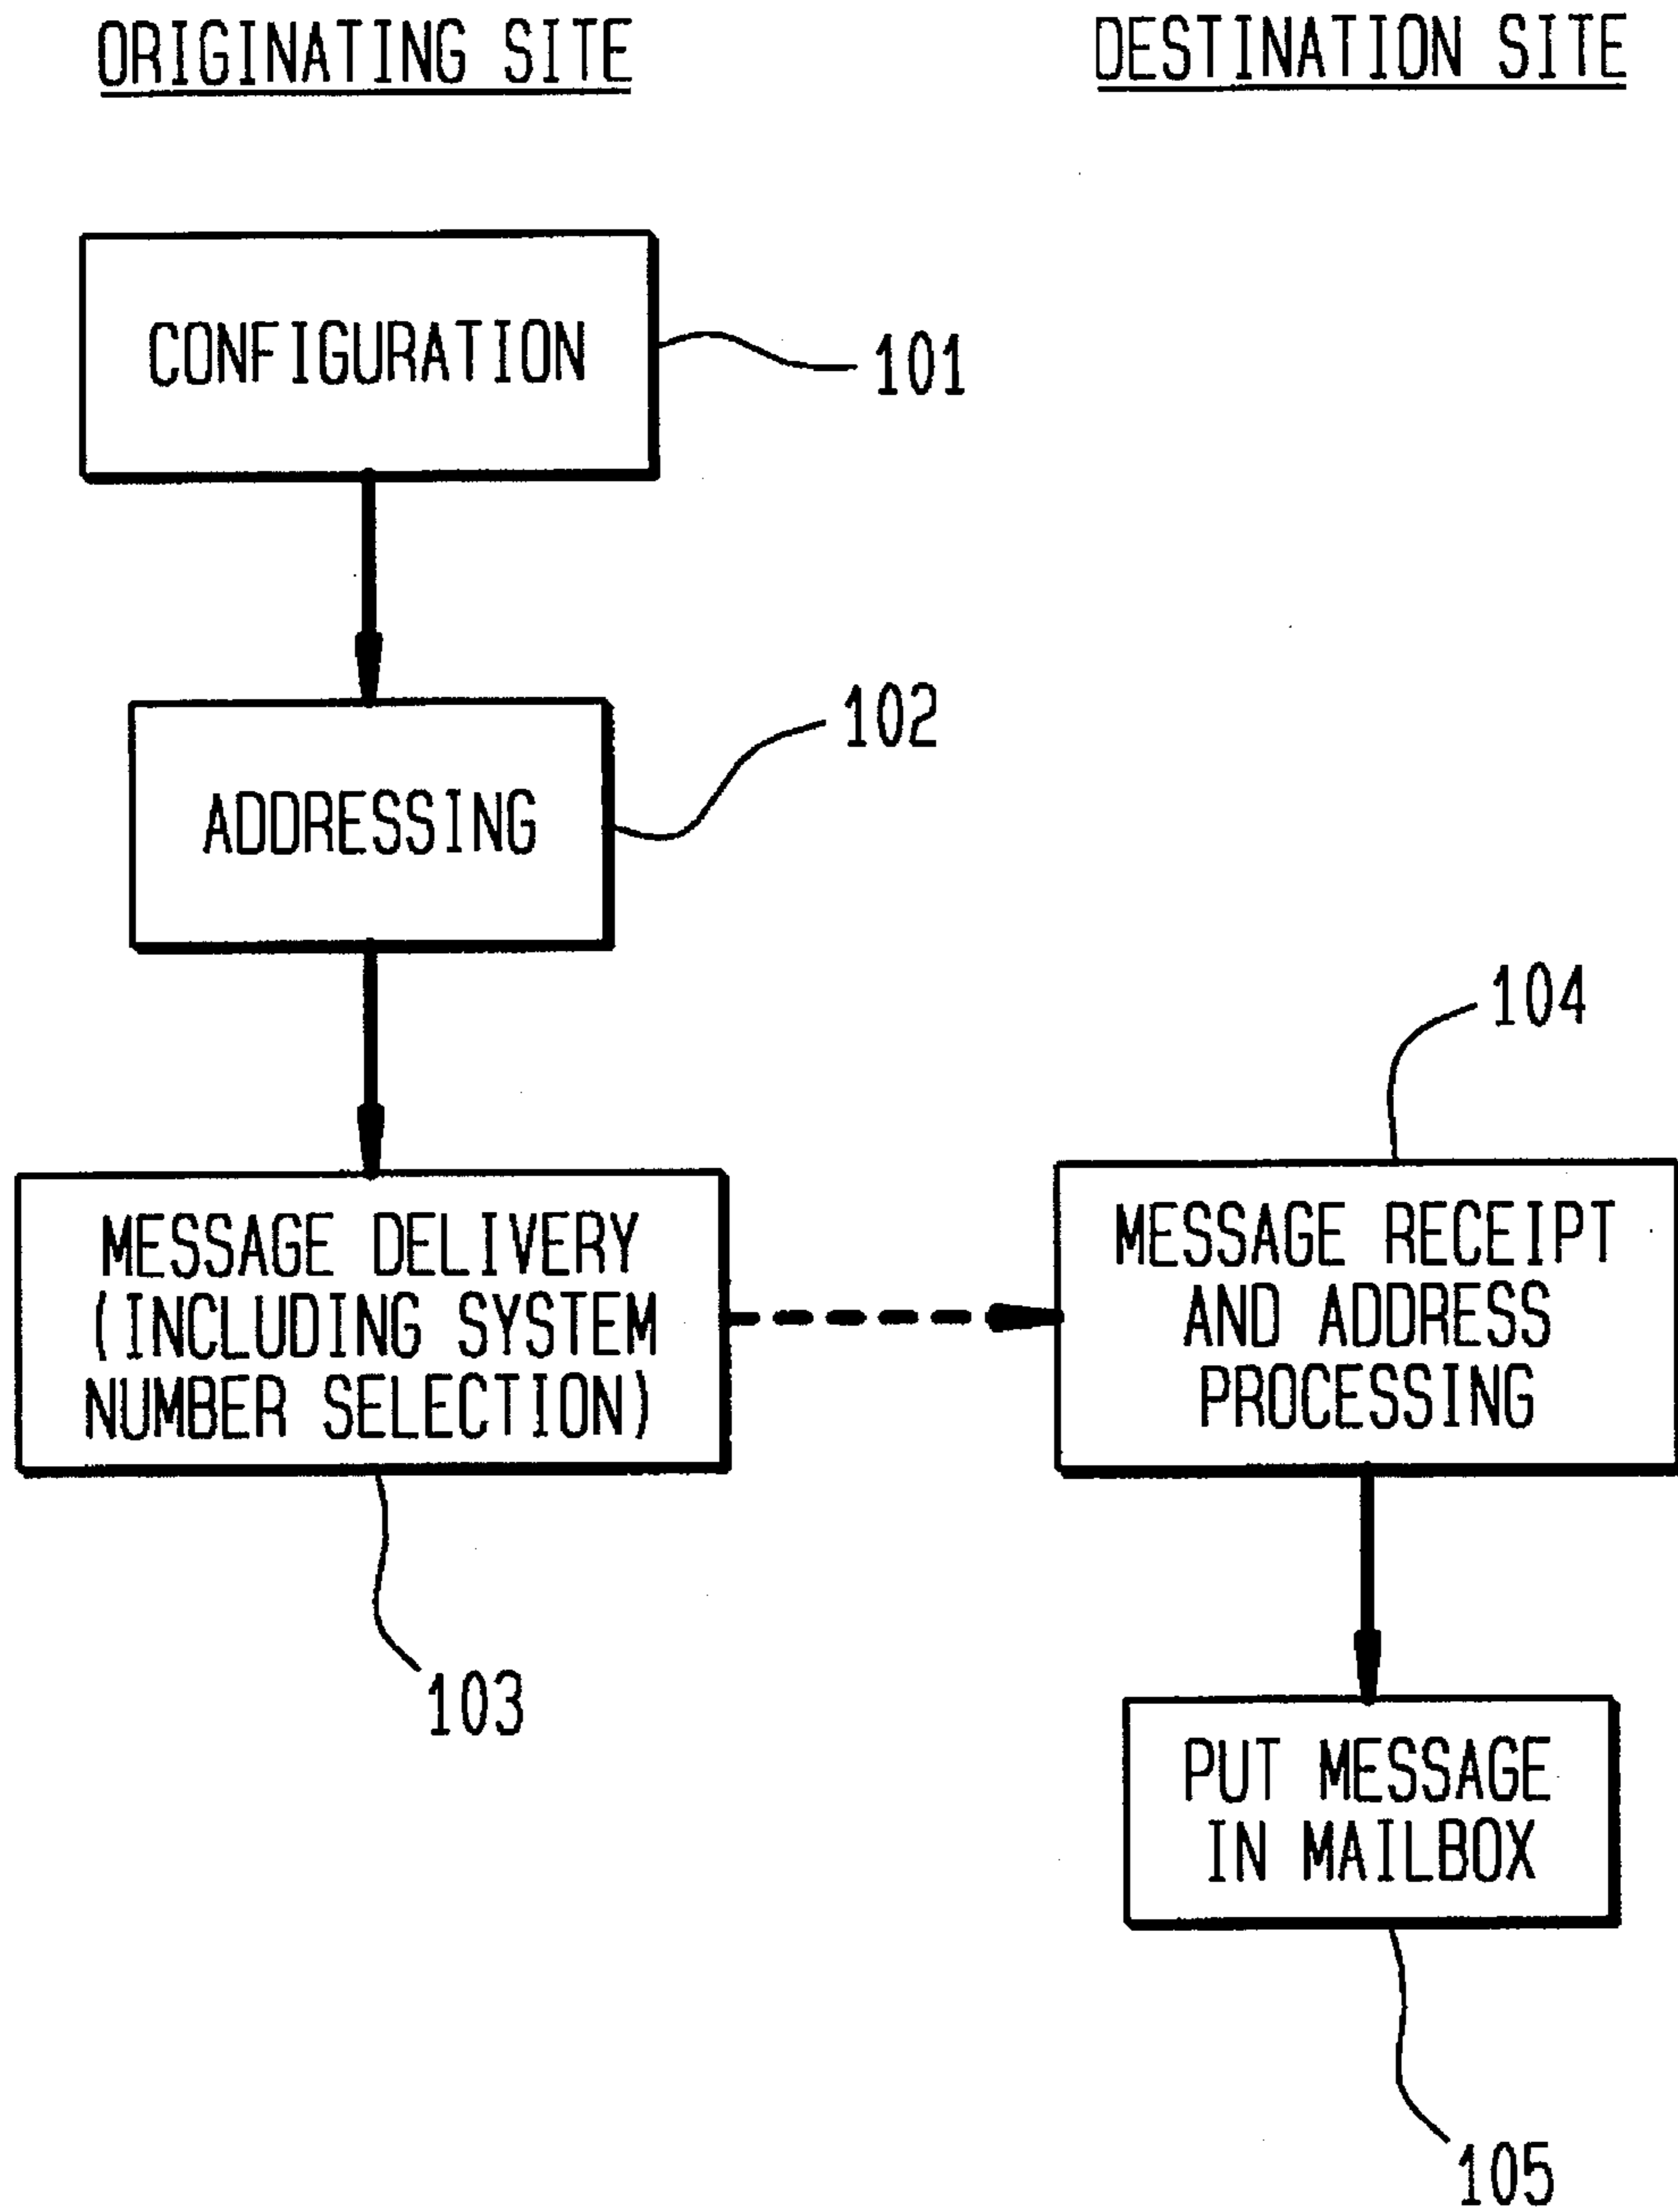 ORIGINATING SITE
DESTINATION SITE
CONFIGURATION
101
ADDRESSING
102
MESSAGE DELIVERY
(INCLUDING SYSTEM
NUMBER SELECTION)
103
104
MESSAGE RECEIPT
AND ADDRESS
PROCESSING
PUT MESSAGE
IN MAILBOX
105